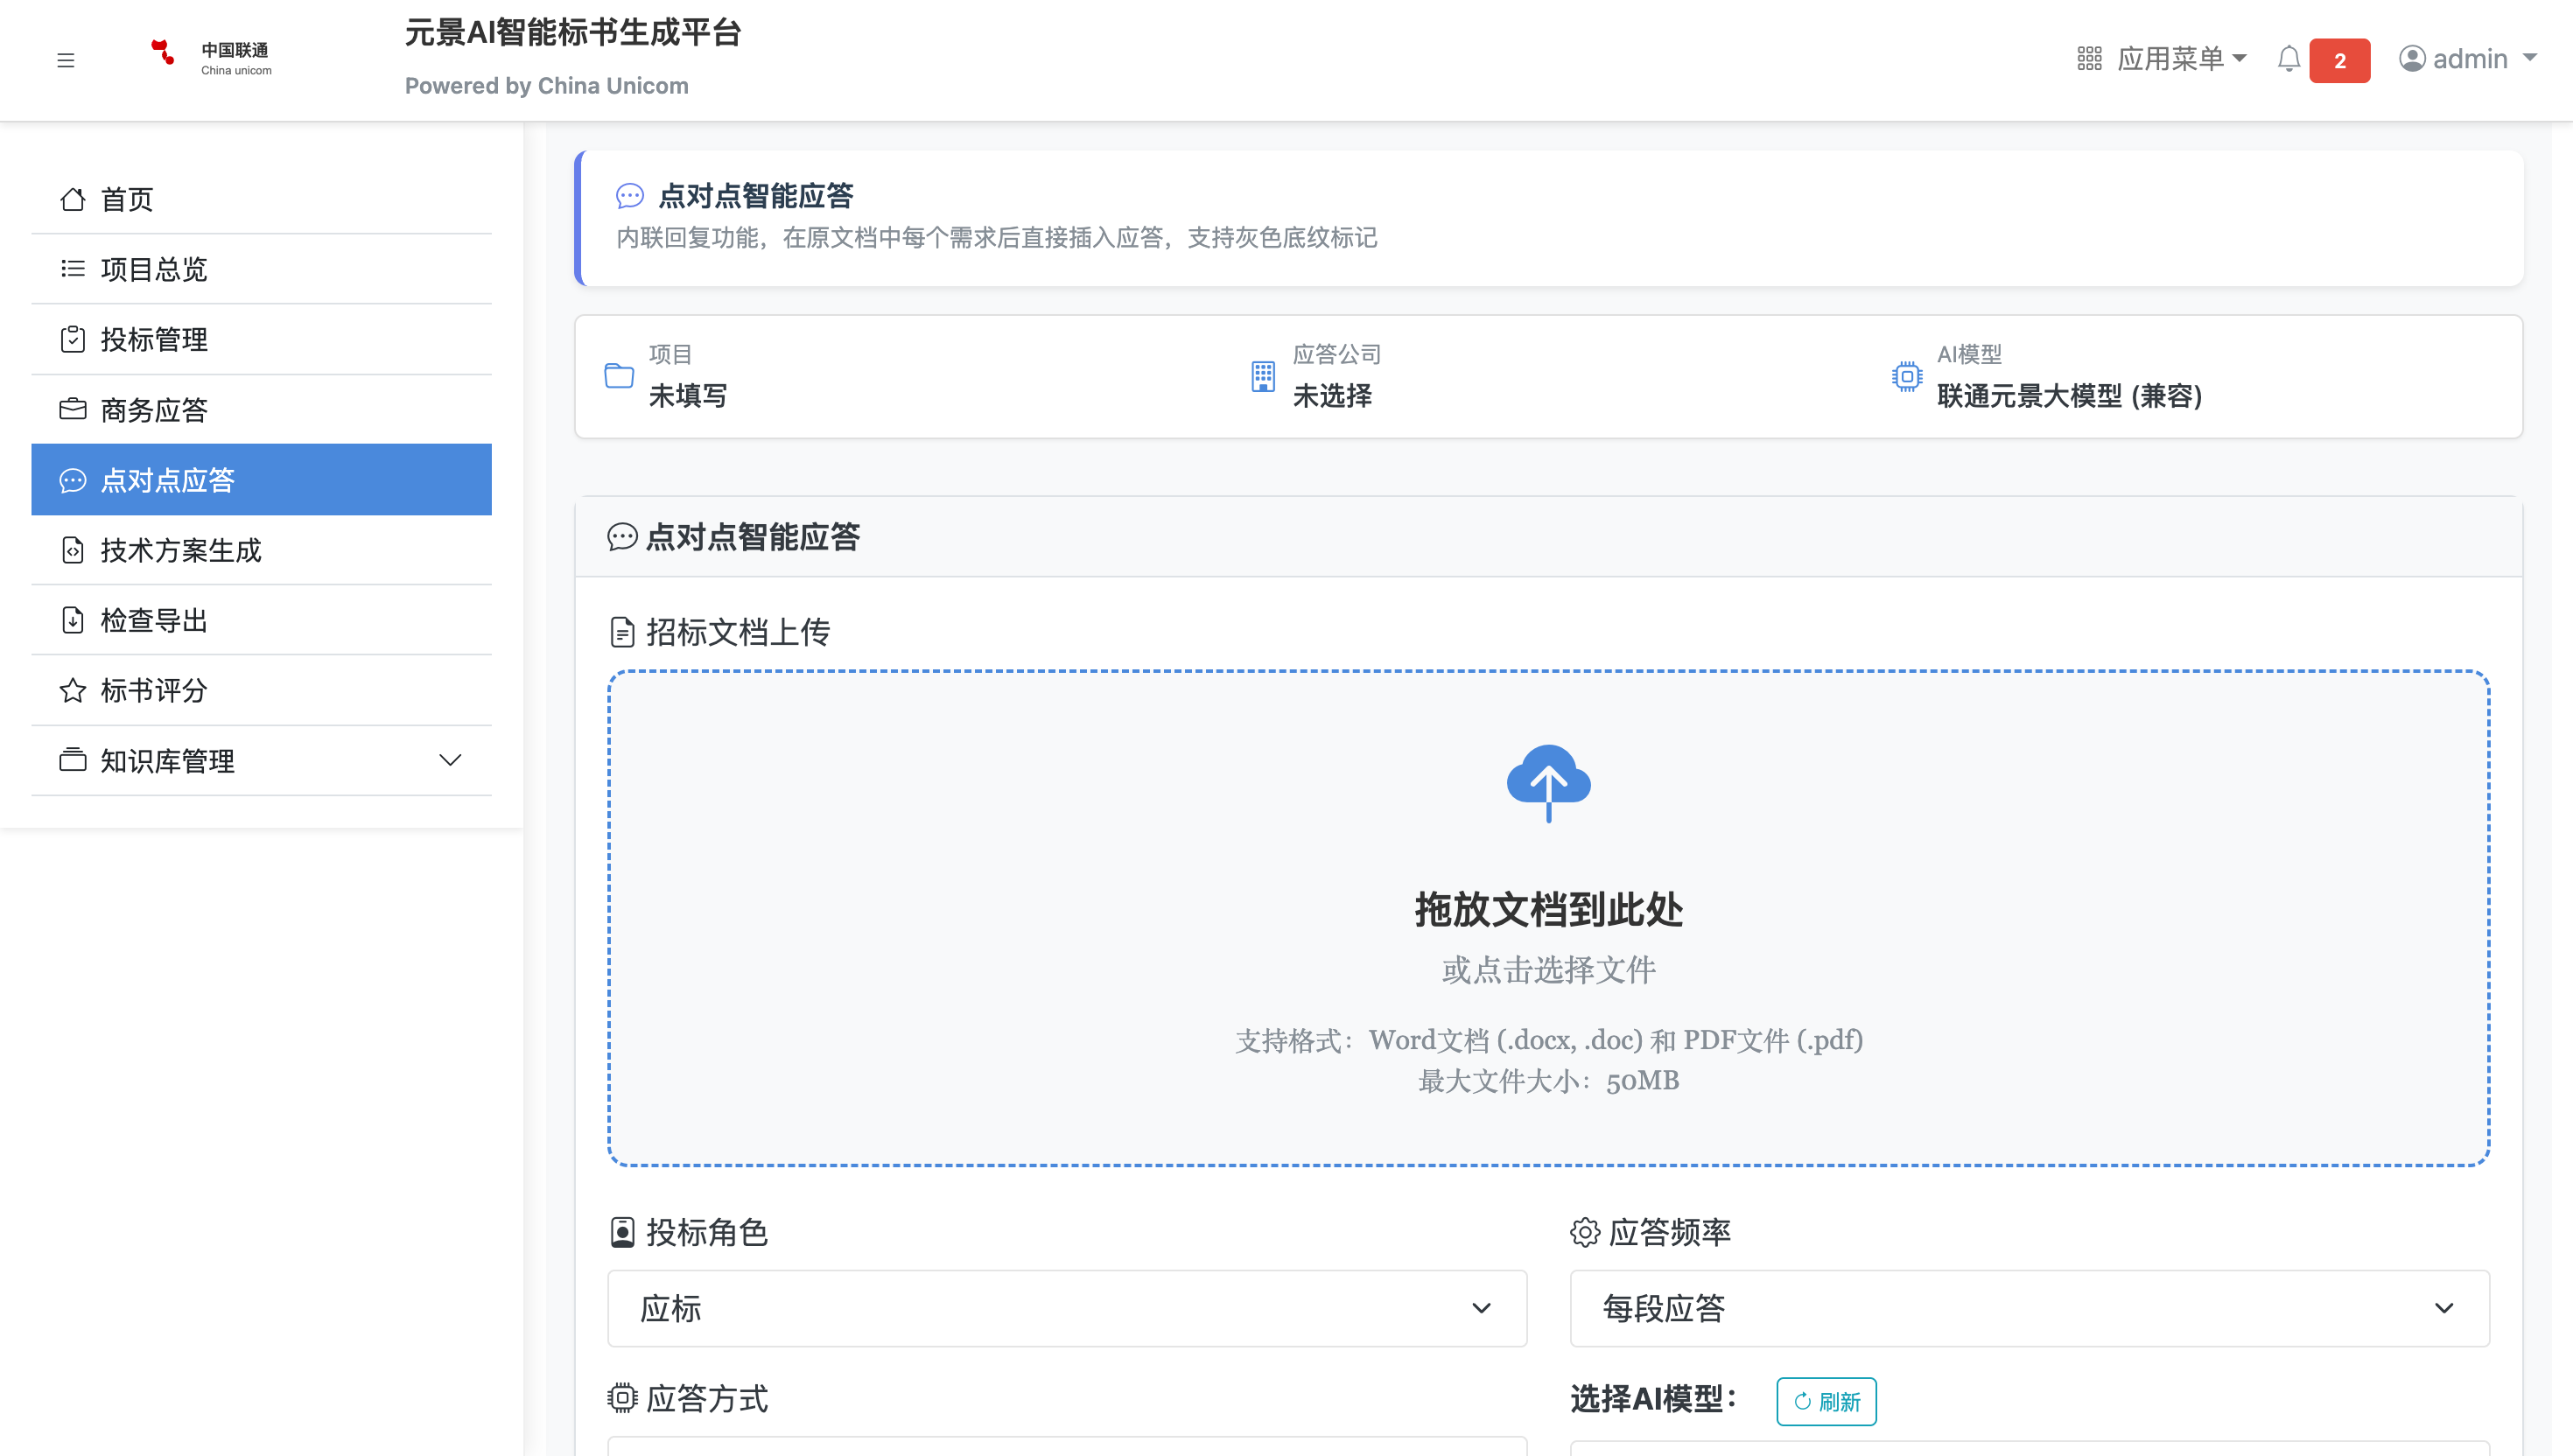 中国联通
China unicom
元景AI智能标书生成平台
Powered by China Unicom
应用菜单
2
admin
首页
项目总览
投标管理
商务应答
点对点应答
技术方案生成
检查导出
标书评分
知识库管理
点对点智能应答
内联回复功能，在原文档中每个需求后直接插入应答，支持灰色底纹标记
项目
未填写
应答公司
未选择
AI模型
联通元景大模型 (兼容)
点对点智能应答
招标文档上传
拖放文档到此处
或点击选择文件
支持格式：Word文档 (.docx, .doc) 和 PDF文件 (.pdf)
最大文件大小：50MB
投标角色
应标
应答频率
每段应答
应答方式
选择AI模型：
刷新